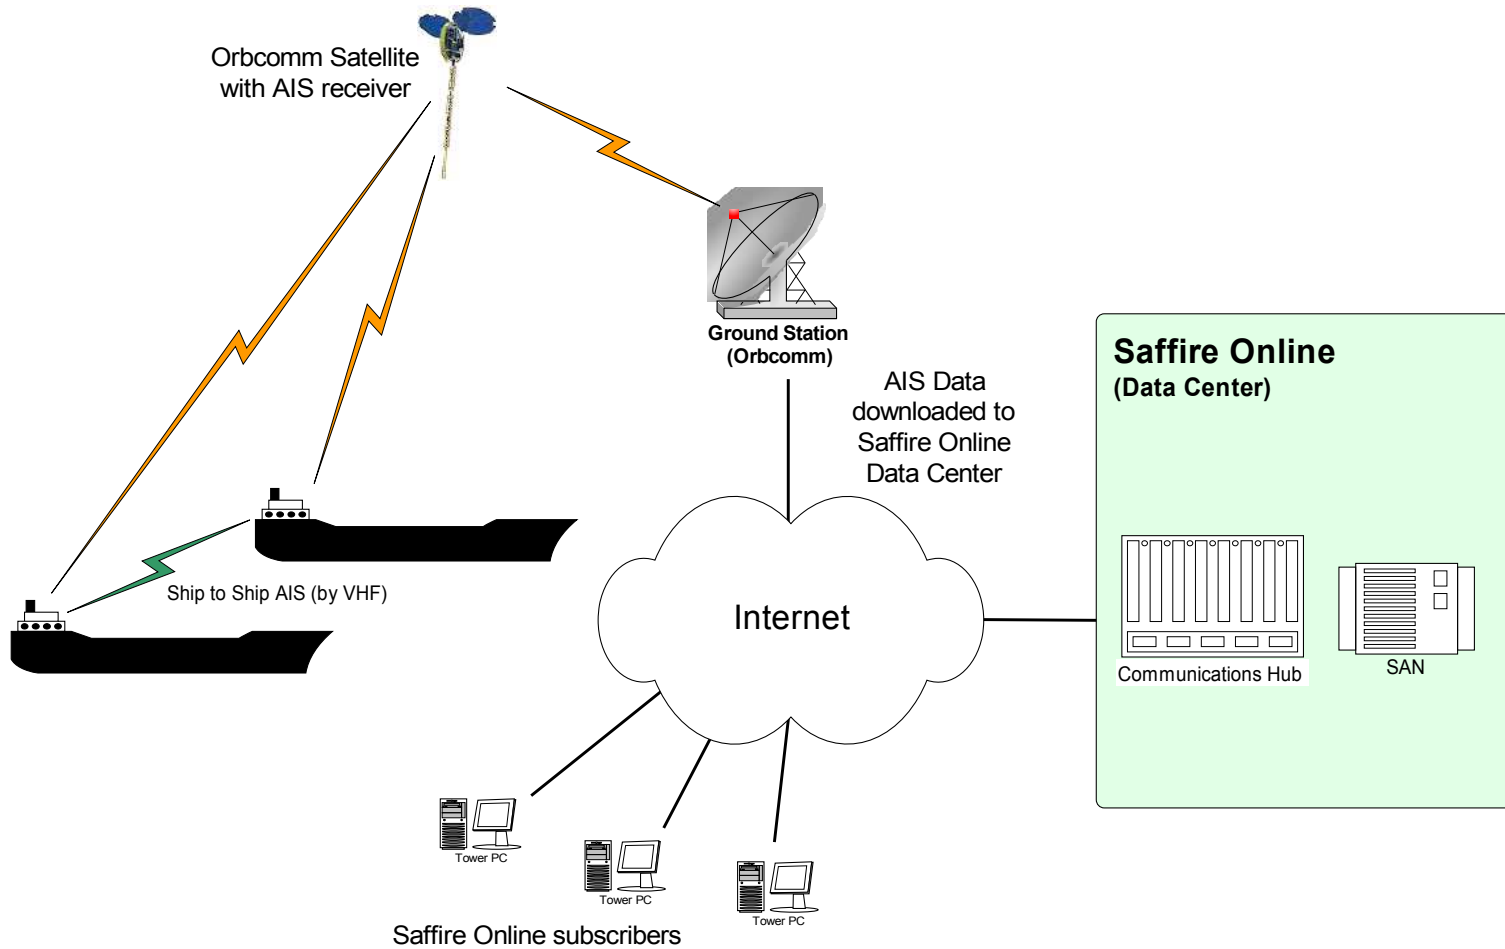 Orbcomm Satellite
with AIS receiver
Ground Station
(Orbcomm)
AIS Data
downloaded to
Saffire Online
Data Center
Saffire Online
(Data Center)
Ship to Ship AIS (by VHF)
Internet
Communications Hub
SAN
Tower PC
Tower PC
Tower PC
Saffire Online subscribers